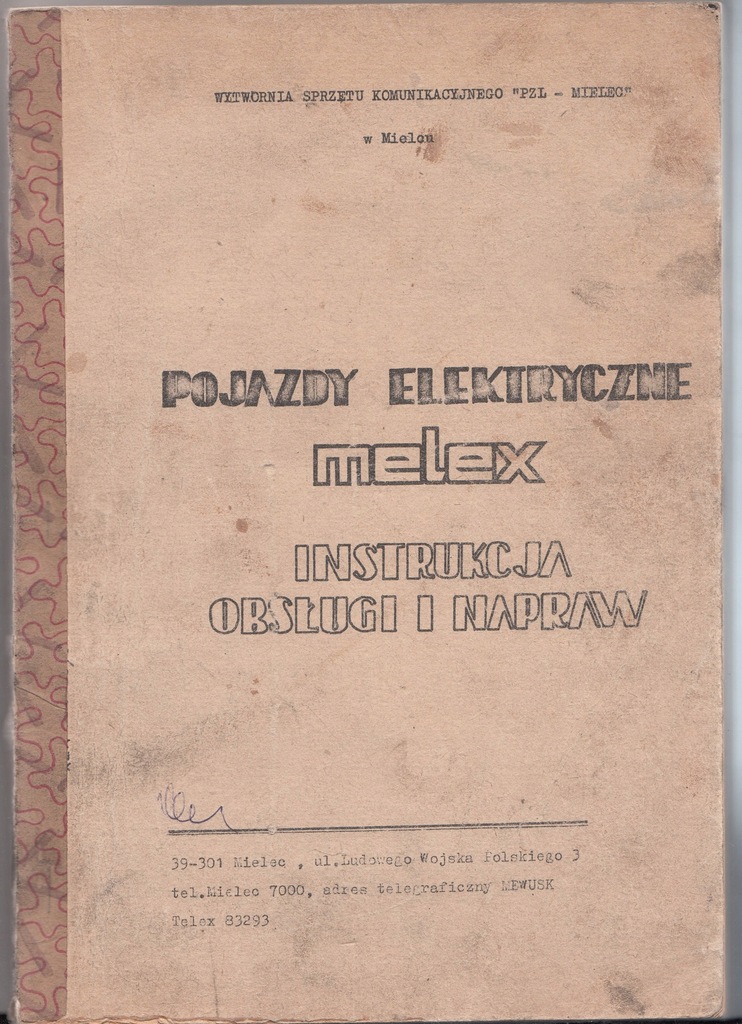 WYTWÓRNIA SPRZĘTU KOMUNIKACYJNEGO "PZL - MIELEC"
w Mielcu
POJAZDY ELEKTRYCZNE
melex
INSTRUKCJA
OBSŁUGI I NAPRAW
39-301 Mielec , ul.Ludowego Wojska Polskiego 3
tel.Mielec 7000, adres telegraficzny MEWUSK
Telex 83293